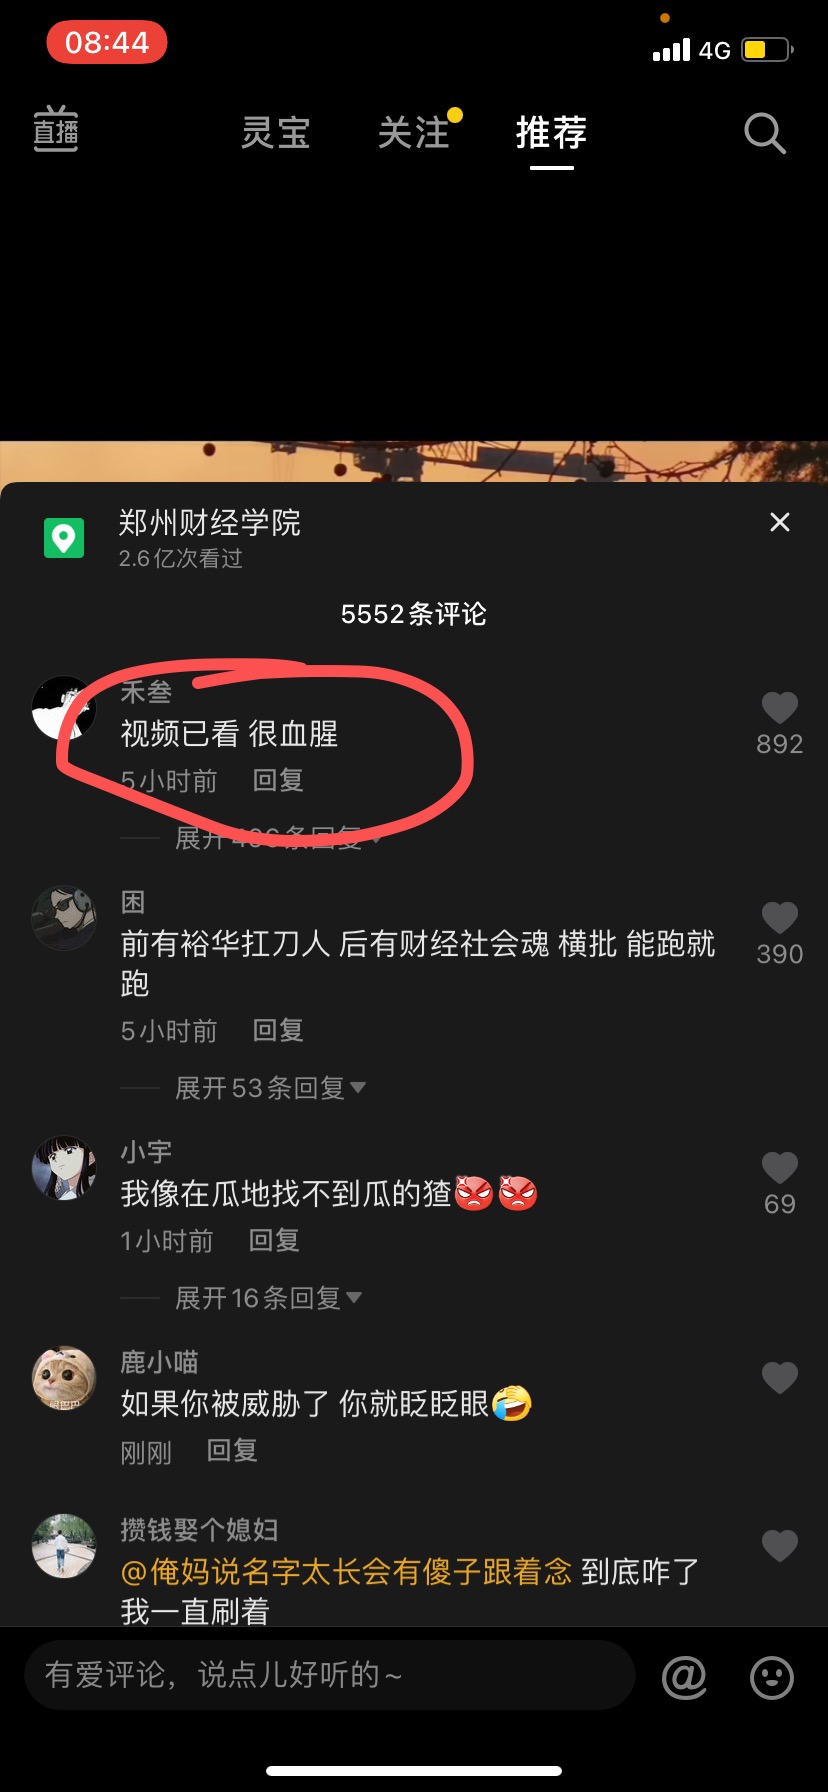 08:44
4G
直播
灵宝
关注
推荐
郑州财经学院
2.6亿次看过
5552条评论
禾叁
视频已看 很血腥
892
5小时前 回复
展开406条回复
困
前有裕华扛刀人 后有财经社会魂 横批 能跑就
跑
390
5小时前 回复
展开53条回复
小宇
我像在瓜地找不到瓜的猹😡😡
69
1小时前 回复
展开16条回复
鹿小喵
如果你被威胁了 你就眨眨眼🤣
刚刚 回复
攒钱娶个媳妇
@俺妈说名字太长会有傻子跟着念 到底咋了
我一直刷着
有爱评论，说点儿好听的~
@